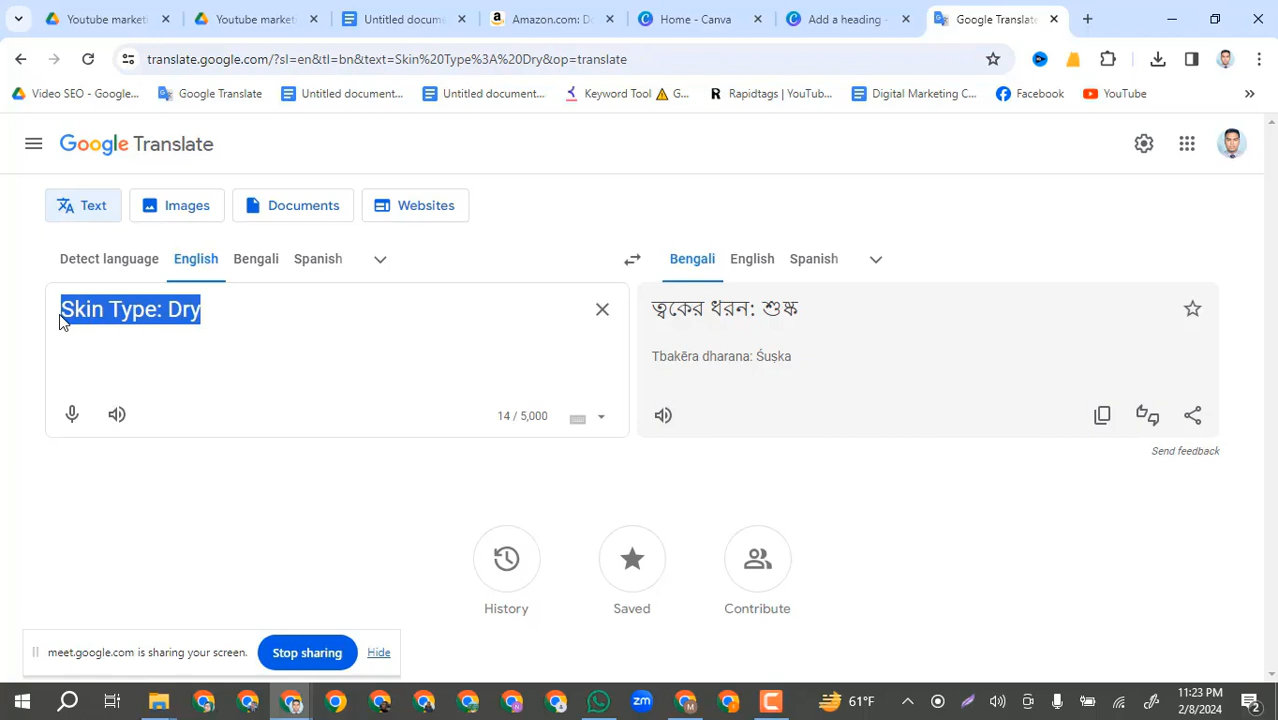 Youtube market
Youtube market
Untitled docum
Amazon.com: Do
Home - Canva
Add a heading -
Google Translat
translate.google.com/?sl=en&tl=bn&text=Skin%20Type%3A%20Dry&op=translate
Video SEO - Google...
Google Translate
Untitled document...
Untitled document...
Keyword Tool ⚠ G...
Rapidtags | YouTub...
Digital Marketing C...
Facebook
YouTube
Google Translate
Text
Images
Documents
Websites
Detect language
English
Bengali
Spanish
Bengali
English
Spanish
Skin Type: Dry
ত্বকের ধরন: শুষ্ক
Tbakēra dharana: Śuṣka
14 / 5,000
Send feedback
History
Saved
Contribute
meet.google.com is sharing your screen.
Stop sharing
Hide
61°F
11:23 PM
2/8/2024
2